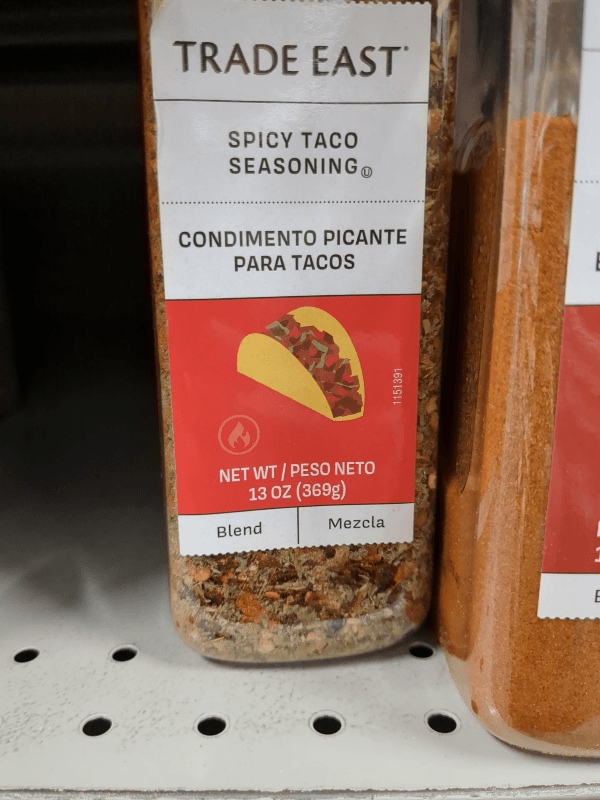 TRADE EAST
SPICY TACO
SEASONING Ⓤ
CONDIMENTO PICANTE
PARA TACOS
1151391
NET WT / PESO NETO
13 OZ (369g)
Blend
Mezcla